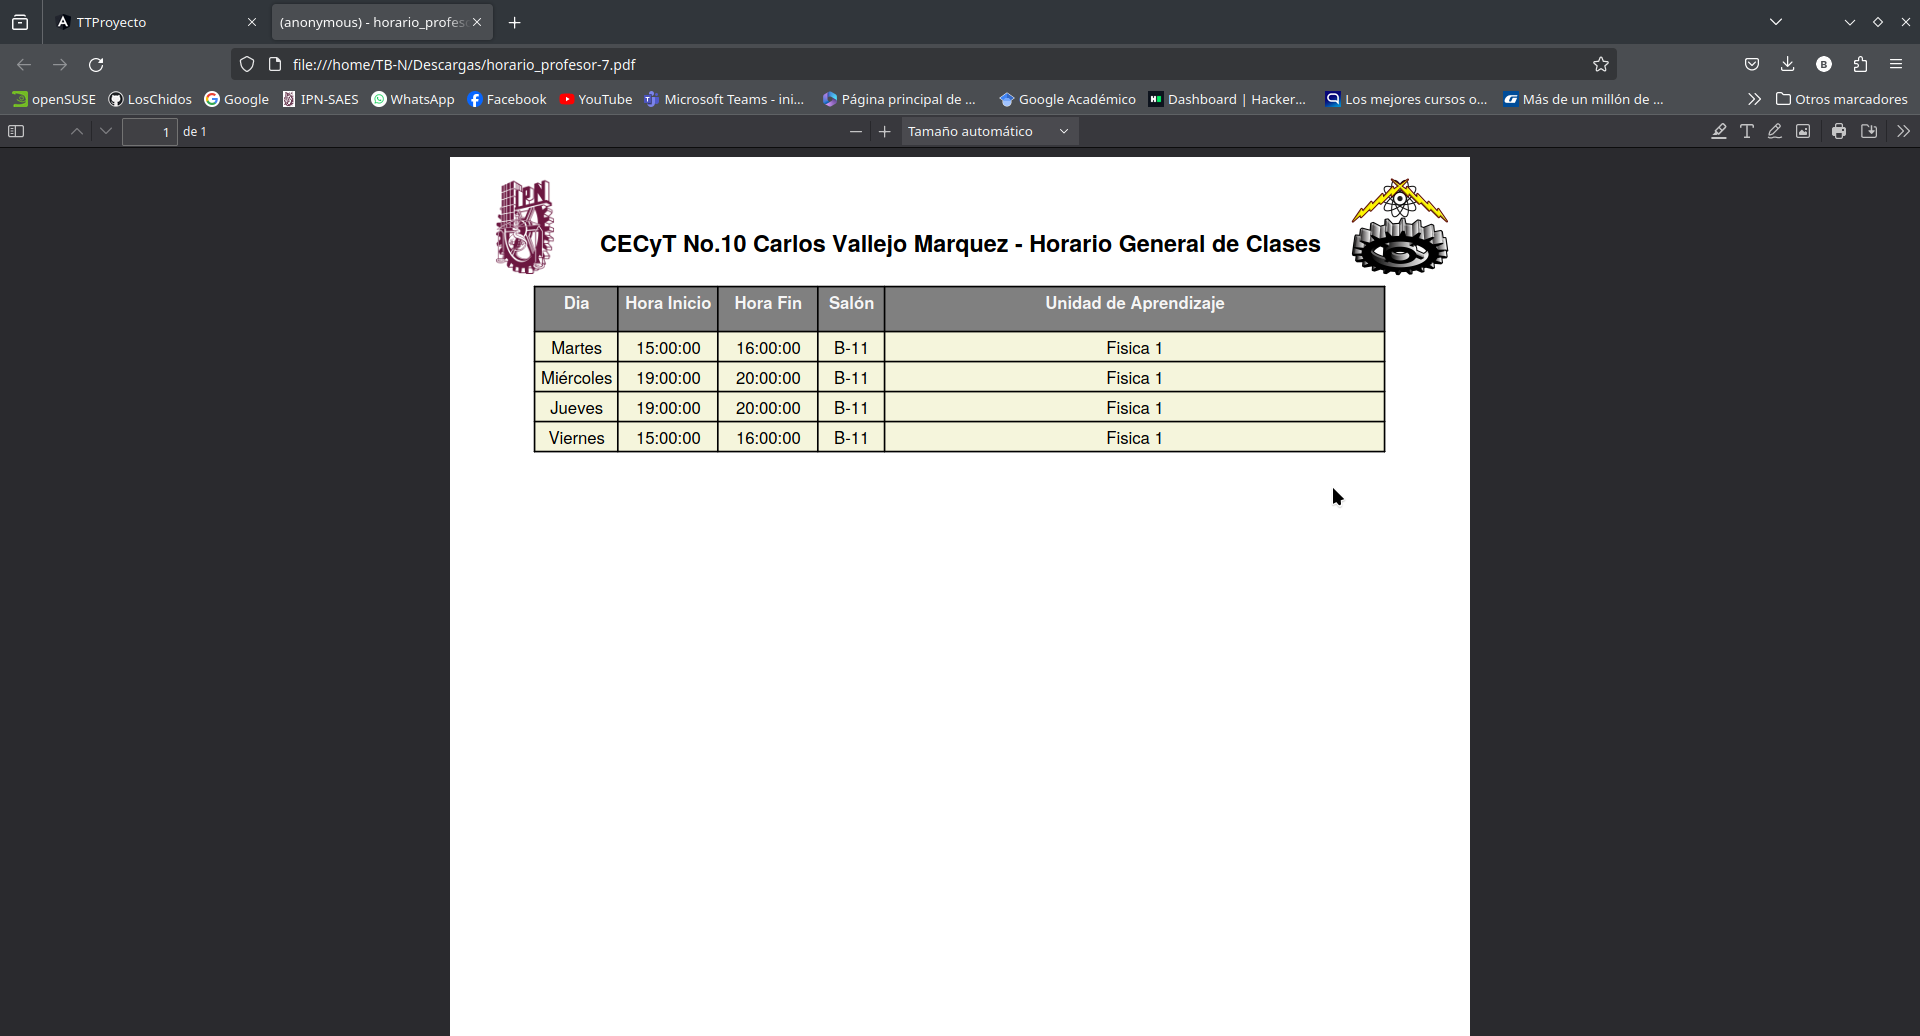 TTProyecto
(anonymous) - horario_profes
file:///home/TB-N/Descargas/horario_profesor-7.pdf
B
openSUSE LosChidos Google IPN-SAES WhatsApp Facebook YouTube Microsoft Teams - ini... Página principal de ... Google Académico Dashboard | Hacker... Los mejores cursos o... Más de un millón de ... Otros marcadores
1 de 1 Tamaño automático
IPN
CECyT No.10 Carlos Vallejo Marquez - Horario General de Clases
Dia Hora Inicio Hora Fin Salón Unidad de Aprendizaje
Martes 15:00:00 16:00:00 B-11 Fisica 1
Miércoles 19:00:00 20:00:00 B-11 Fisica 1
Jueves 19:00:00 20:00:00 B-11 Fisica 1
Viernes 15:00:00 16:00:00 B-11 Fisica 1